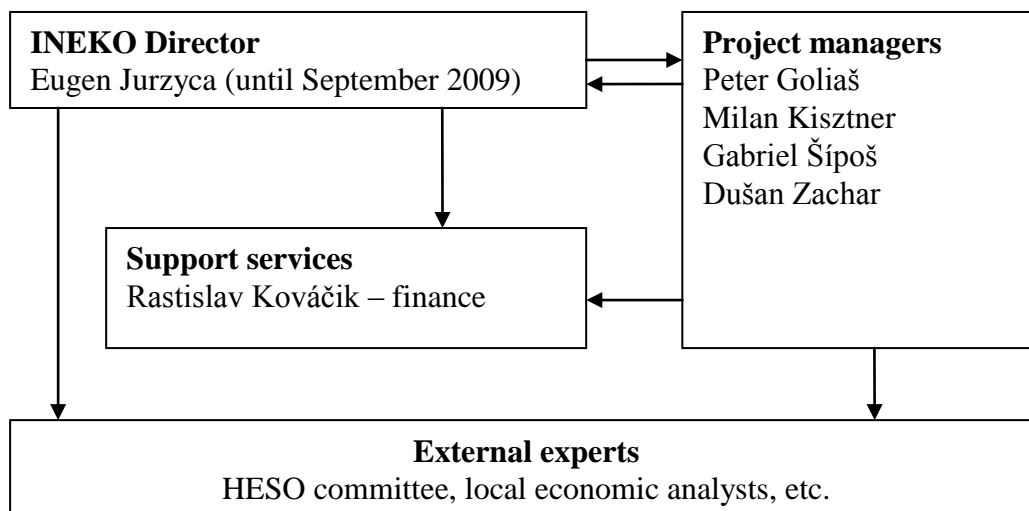 INEKO Director
Eugen Jurzyca (until September 2009)
Project managers
Peter Goliaš
Milan Kisztner
Gabriel Šípoš
Dušan Zachar
Support services
Rastislav Kováčik – finance
External experts
HESO committee, local economic analysts, etc.